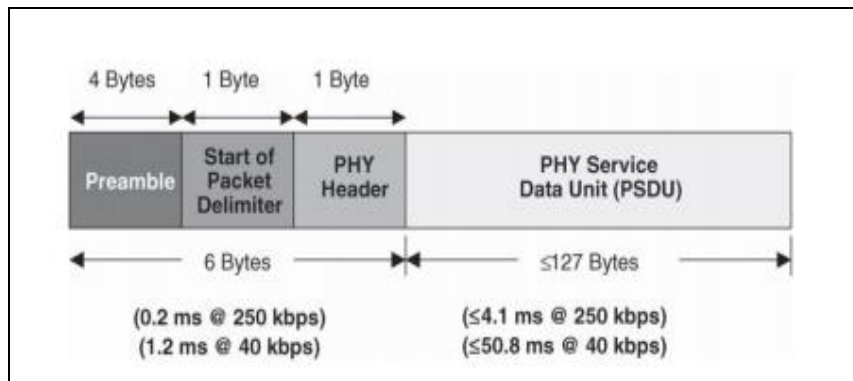 4 Bytes
1 Byte
1 Byte
Preamble
Start of
Packet
Delimiter
PHY
Header
PHY Service
Data Unit (PSDU)
6 Bytes
≤127 Bytes
(0.2 ms @ 250 kbps)
(1.2 ms @ 40 kbps)
(≤4.1 ms @ 250 kbps)
(≤50.8 ms @ 40 kbps)